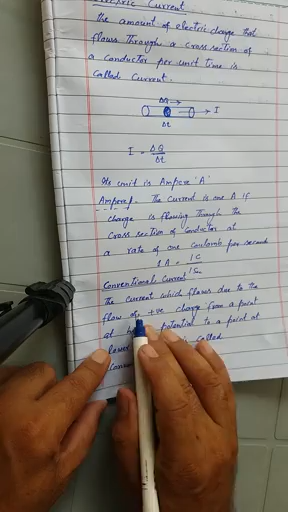 Electric Current
the amount of electric charge that
flows through a cross section of
a conductor per unit time is
called Current.
ΔQ
I
Δt
I = ΔQ/Δt
Its unit is Ampere 'A'
Ampere/. The Current is one A if
charge is flowing through the
Cross section of Conductor at
a rate of one coulomb per second
1A = 1C/1s
Conventional Current
The current which flows due to the
flow of +ve charge from a point
at potential to a point at
lower called